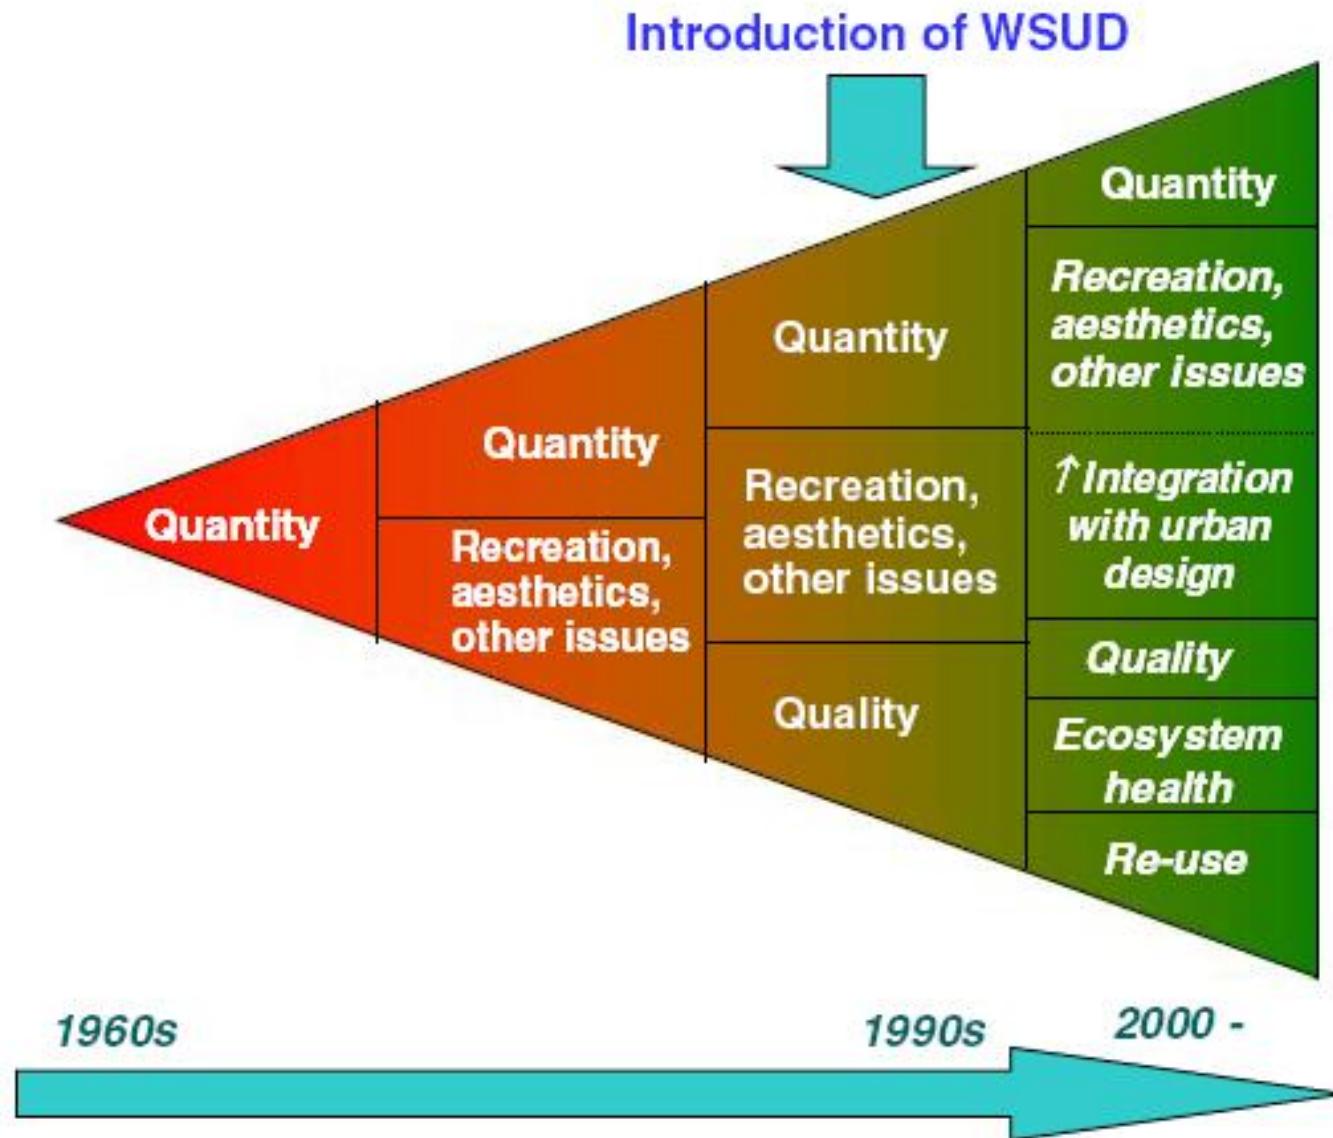 Introduction of WSUD
Quantity
Quantity
Recreation,
aesthetics,
other issues
Quantity
Recreation,
aesthetics,
other issues
Quality
Quantity
Recreation,
aesthetics,
other issues
↑Integration
with urban
design
Quality
Ecosystem
health
Re-use
1960s
1990s
2000 -